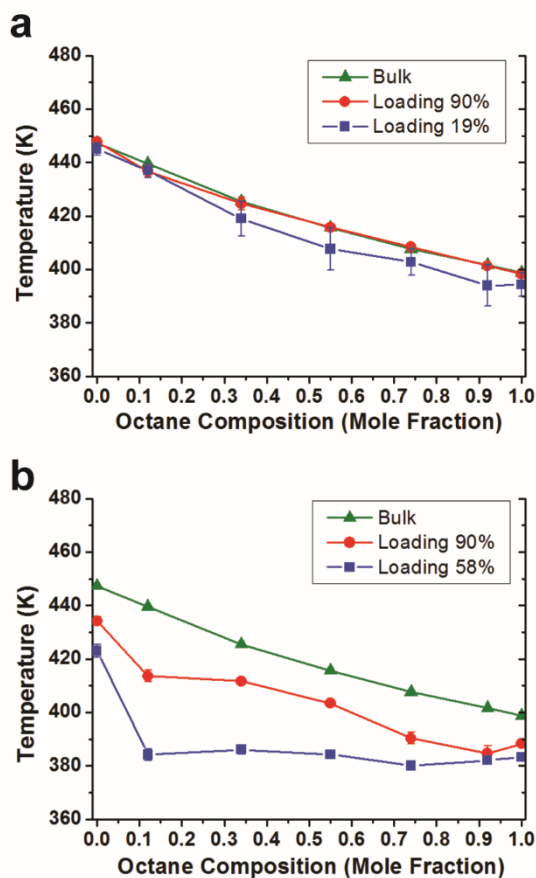 a
480
460
440
420
400
380
360
Temperature (K)
Bulk
Loading 90%
Loading 19%
0.0 0.1 0.2 0.3 0.4 0.5 0.6 0.7 0.8 0.9 1.0
Octane Composition (Mole Fraction)
b
480
460
440
420
400
380
360
Temperature (K)
Bulk
Loading 90%
Loading 58%
0.0 0.1 0.2 0.3 0.4 0.5 0.6 0.7 0.8 0.9 1.0
Octane Composition (Mole Fraction)